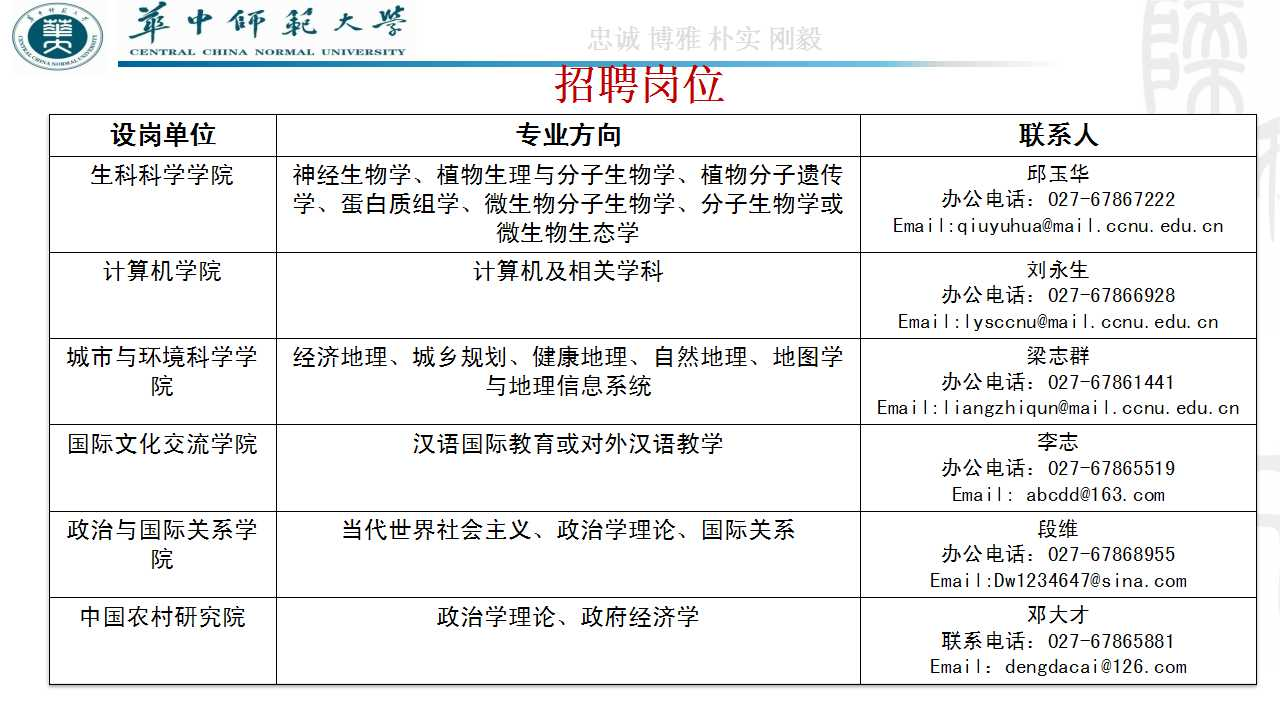 華中師範大學
CENTRAL CHINA NORMAL UNIVERSITY
忠诚 博雅 朴实 刚毅
招聘岗位
设岗单位 专业方向 联系人
生科科学学院
神经生物学、植物生理与分子生物学、植物分子遗传
学、蛋白质组学、微生物分子生物学、分子生物学或
微生物生态学
邱玉华
办公电话：027-67867222
Email:qiuyuhua@mail.ccnu.edu.cn
计算机学院
计算机及相关学科
刘永生
办公电话：027-67866928
Email:lysccnu@mail.ccnu.edu.cn
城市与环境科学学
院
经济地理、城乡规划、健康地理、自然地理、地图学
与地理信息系统
梁志群
办公电话：027-67861441
Email:liangzhiqun@mail.ccnu.edu.cn
国际文化交流学院
汉语国际教育或对外汉语教学
李志
办公电话：027-67865519
Email: abcdd@163.com
政治与国际关系学
院
当代世界社会主义、政治学理论、国际关系
段维
办公电话：027-67868955
Email:Dw1234647@sina.com
中国农村研究院
政治学理论、政府经济学
邓大才
联系电话：027-67865881
Email：dengdacai@126.com